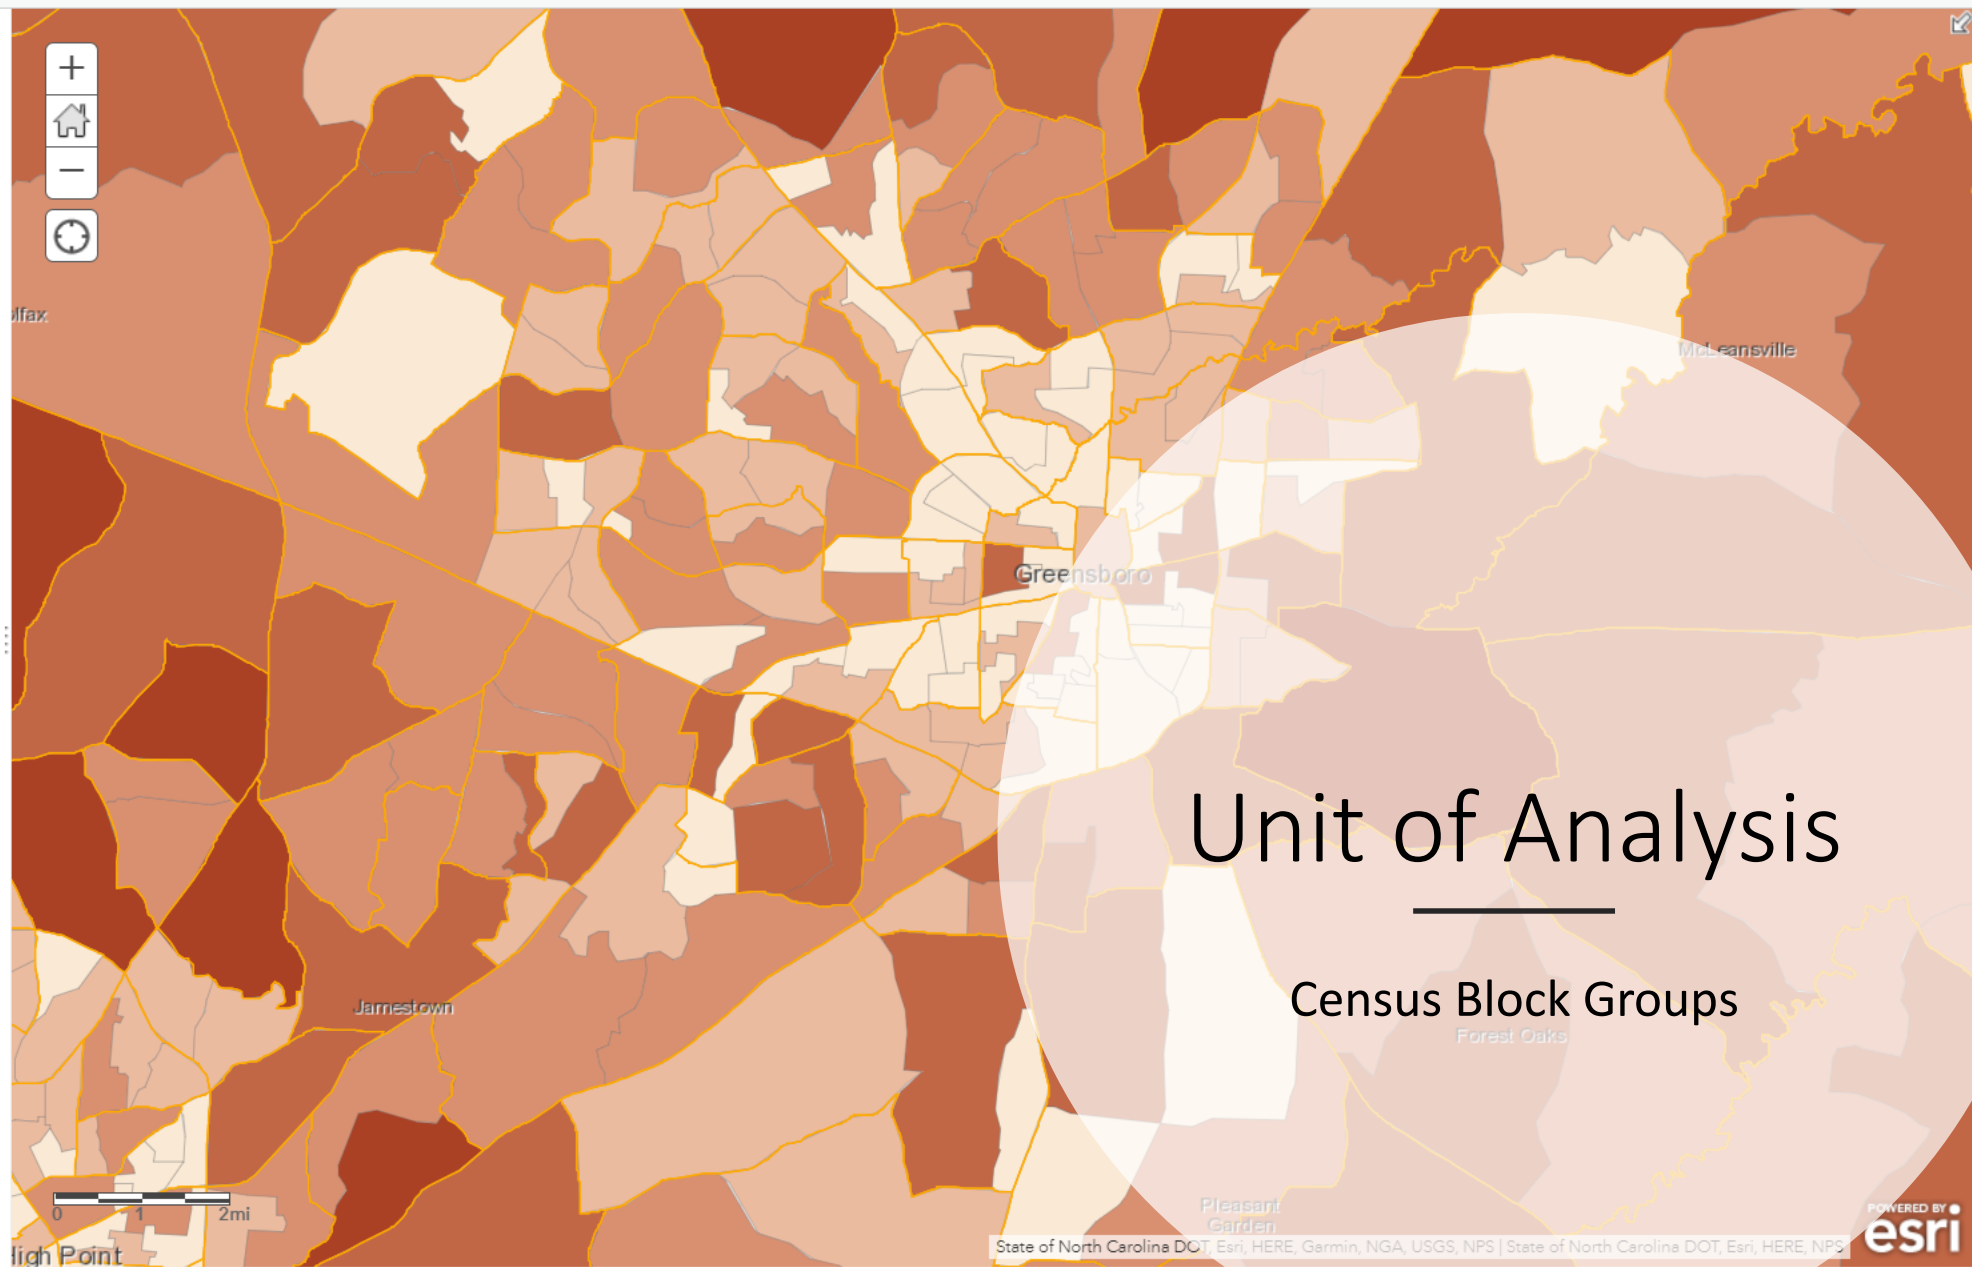 +
−
lfax
McLeansville
Greensboro
Unit of Analysis
Census Block Groups
Jamestown
Forest Oaks
Pleasant
Garden
0 1 2mi
High Point
State of North Carolina DOT, Esri, HERE, Garmin, NGA, USGS, NPS | State of North Carolina DOT, Esri, HERE, NPS
POWERED BY
esri